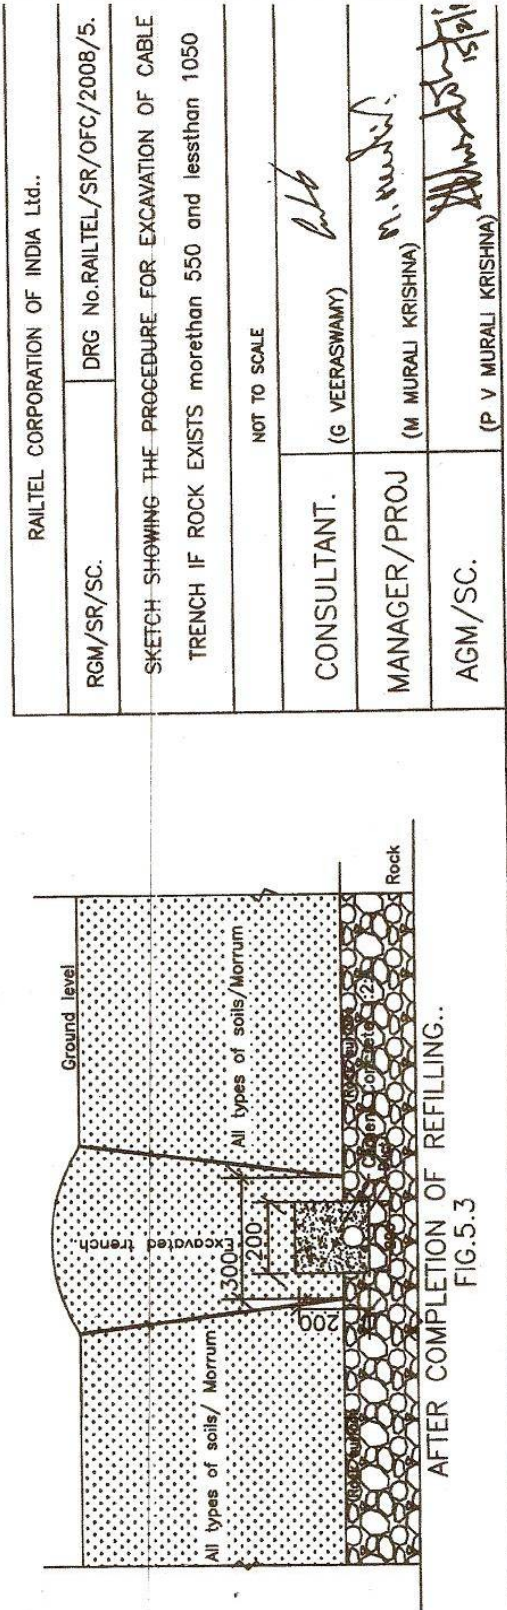 Ground level
All types of soils/ Morrum
Excavated trench.
All types of soils/Morrum
300
200
200
Rock
AFTER COMPLETION OF REFILLING..
FIG.5.3
RAILTEL CORPORATION OF INDIA Ltd..
RGM/SR/SC. DRG No.RAILTEL/SR/OFC/2008/5.
SKETCH SHOWING THE PROCEDURE FOR EXCAVATION OF CABLE
TRENCH IF ROCK EXISTS morethan 550 and lessthan 1050
NOT TO SCALE
CONSULTANT. (G VEERASWAMY)
MANAGER/PROJ (M MURALI KRISHNA)
AGM/SC. (P V MURALI KRISHNA)